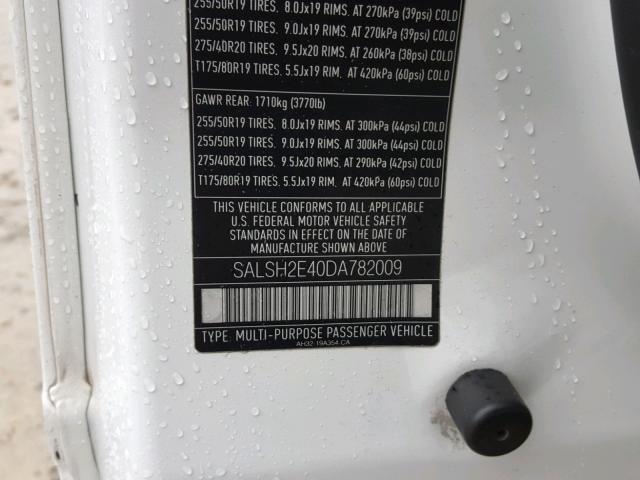 255/50R19 TIRES. 8.0Jx19 RIMS. AT 270kPa (39psi) COLD
255/50R19 TIRES. 9.0Jx19 RIMS. AT 270kPa (39psi) COLD
275/40R20 TIRES. 9.5Jx20 RIMS. AT 260kPa (38psi) COLD
T175/80R19 TIRES. 5.5Jx19 RIM. AT 420kPa (60psi) COLD
GAWR REAR: 1710kg (3770lb)
255/50R19 TIRES. 8.0Jx19 RIMS. AT 300kPa (44psi) COLD
255/50R19 TIRES. 9.0Jx19 RIMS. AT 300kPa (44psi) COLD
275/40R20 TIRES. 9.5Jx20 RIMS. AT 290kPa (42psi) COLD
T175/80R19 TIRES. 5.5Jx19 RIM. AT 420kPa (60psi) COLD
THIS VEHICLE CONFORMS TO ALL APPLICABLE
U.S. FEDERAL MOTOR VEHICLE SAFETY
STANDARDS IN EFFECT ON THE DATE OF
MANUFACTURE SHOWN ABOVE
SALSH2E40DA782009
TYPE: MULTI-PURPOSE PASSENGER VEHICLE
AH32-19A354-CA